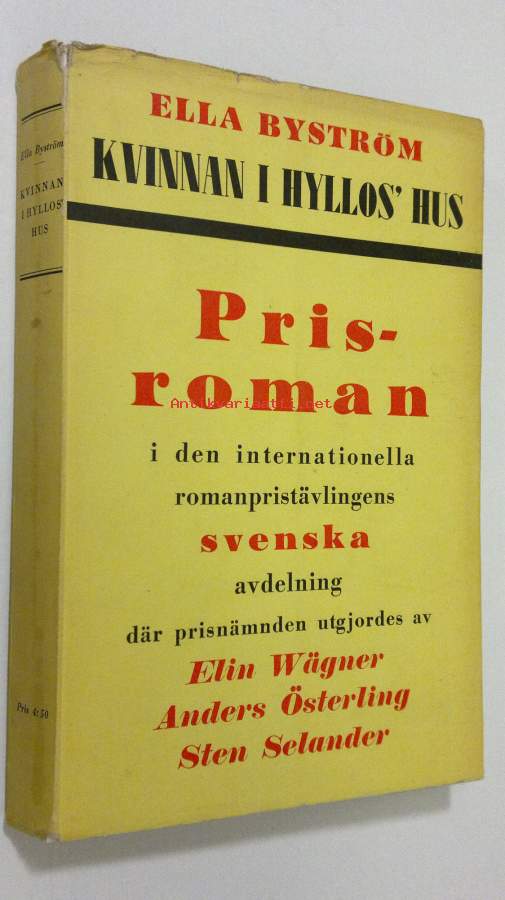 ELLA BYSTRÖM
KVINNAN I HYLLOS' HUS
Pris-
roman
Antikvariaatti.net
i den internationella
romanpristävlingens
svenska
avdelning
där prisnämnden utgjordes av
Elin Wägner
Anders Österling
Sten Selander
Ella Byström
KVINNAN
I HYLLOS'
HUS
Pris 4:50